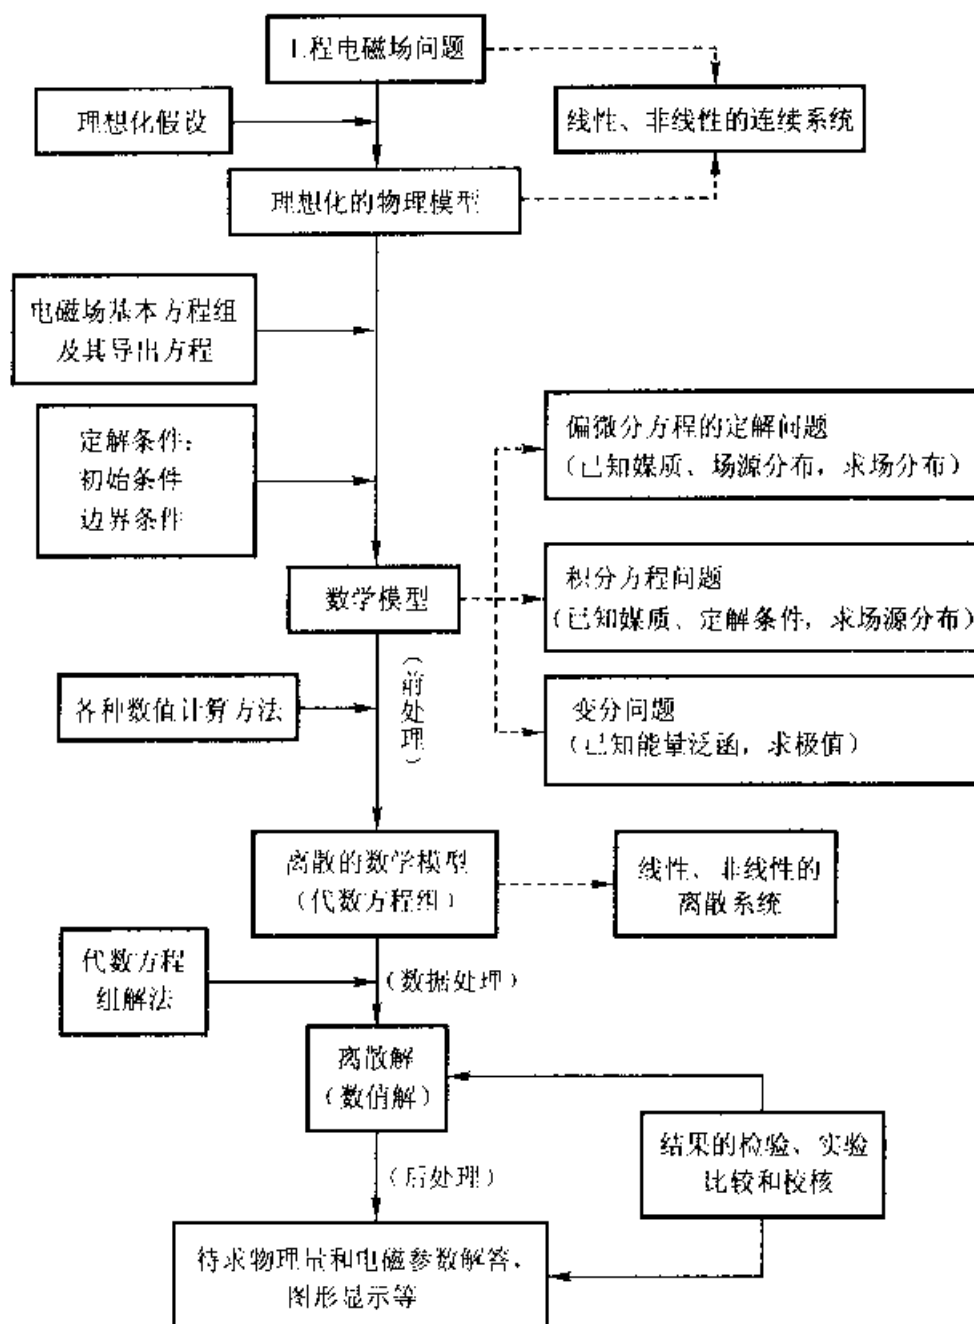 工程电磁场问题
理想化假设
线性、非线性的连续系统
理想化的物理模型
电磁场基本方程组
及其导出方程
定解条件:
初始条件
边界条件
偏微分方程的定解问题
(已知媒质、场源分布, 求场分布)
数学模型
积分方程问题
(已知媒质、定解条件, 求场源分布)
(前处理)
各种数值计算方法
变分问题
(已知能量泛函, 求极值)
离散的数学模型
(代数方程组)
线性、非线性的
离散系统
代数方程
组解法
(数据处理)
离散解
(数值解)
结果的检验、实验
比较和校核
(后处理)
待求物理量和电磁参数解答、
图形显示等